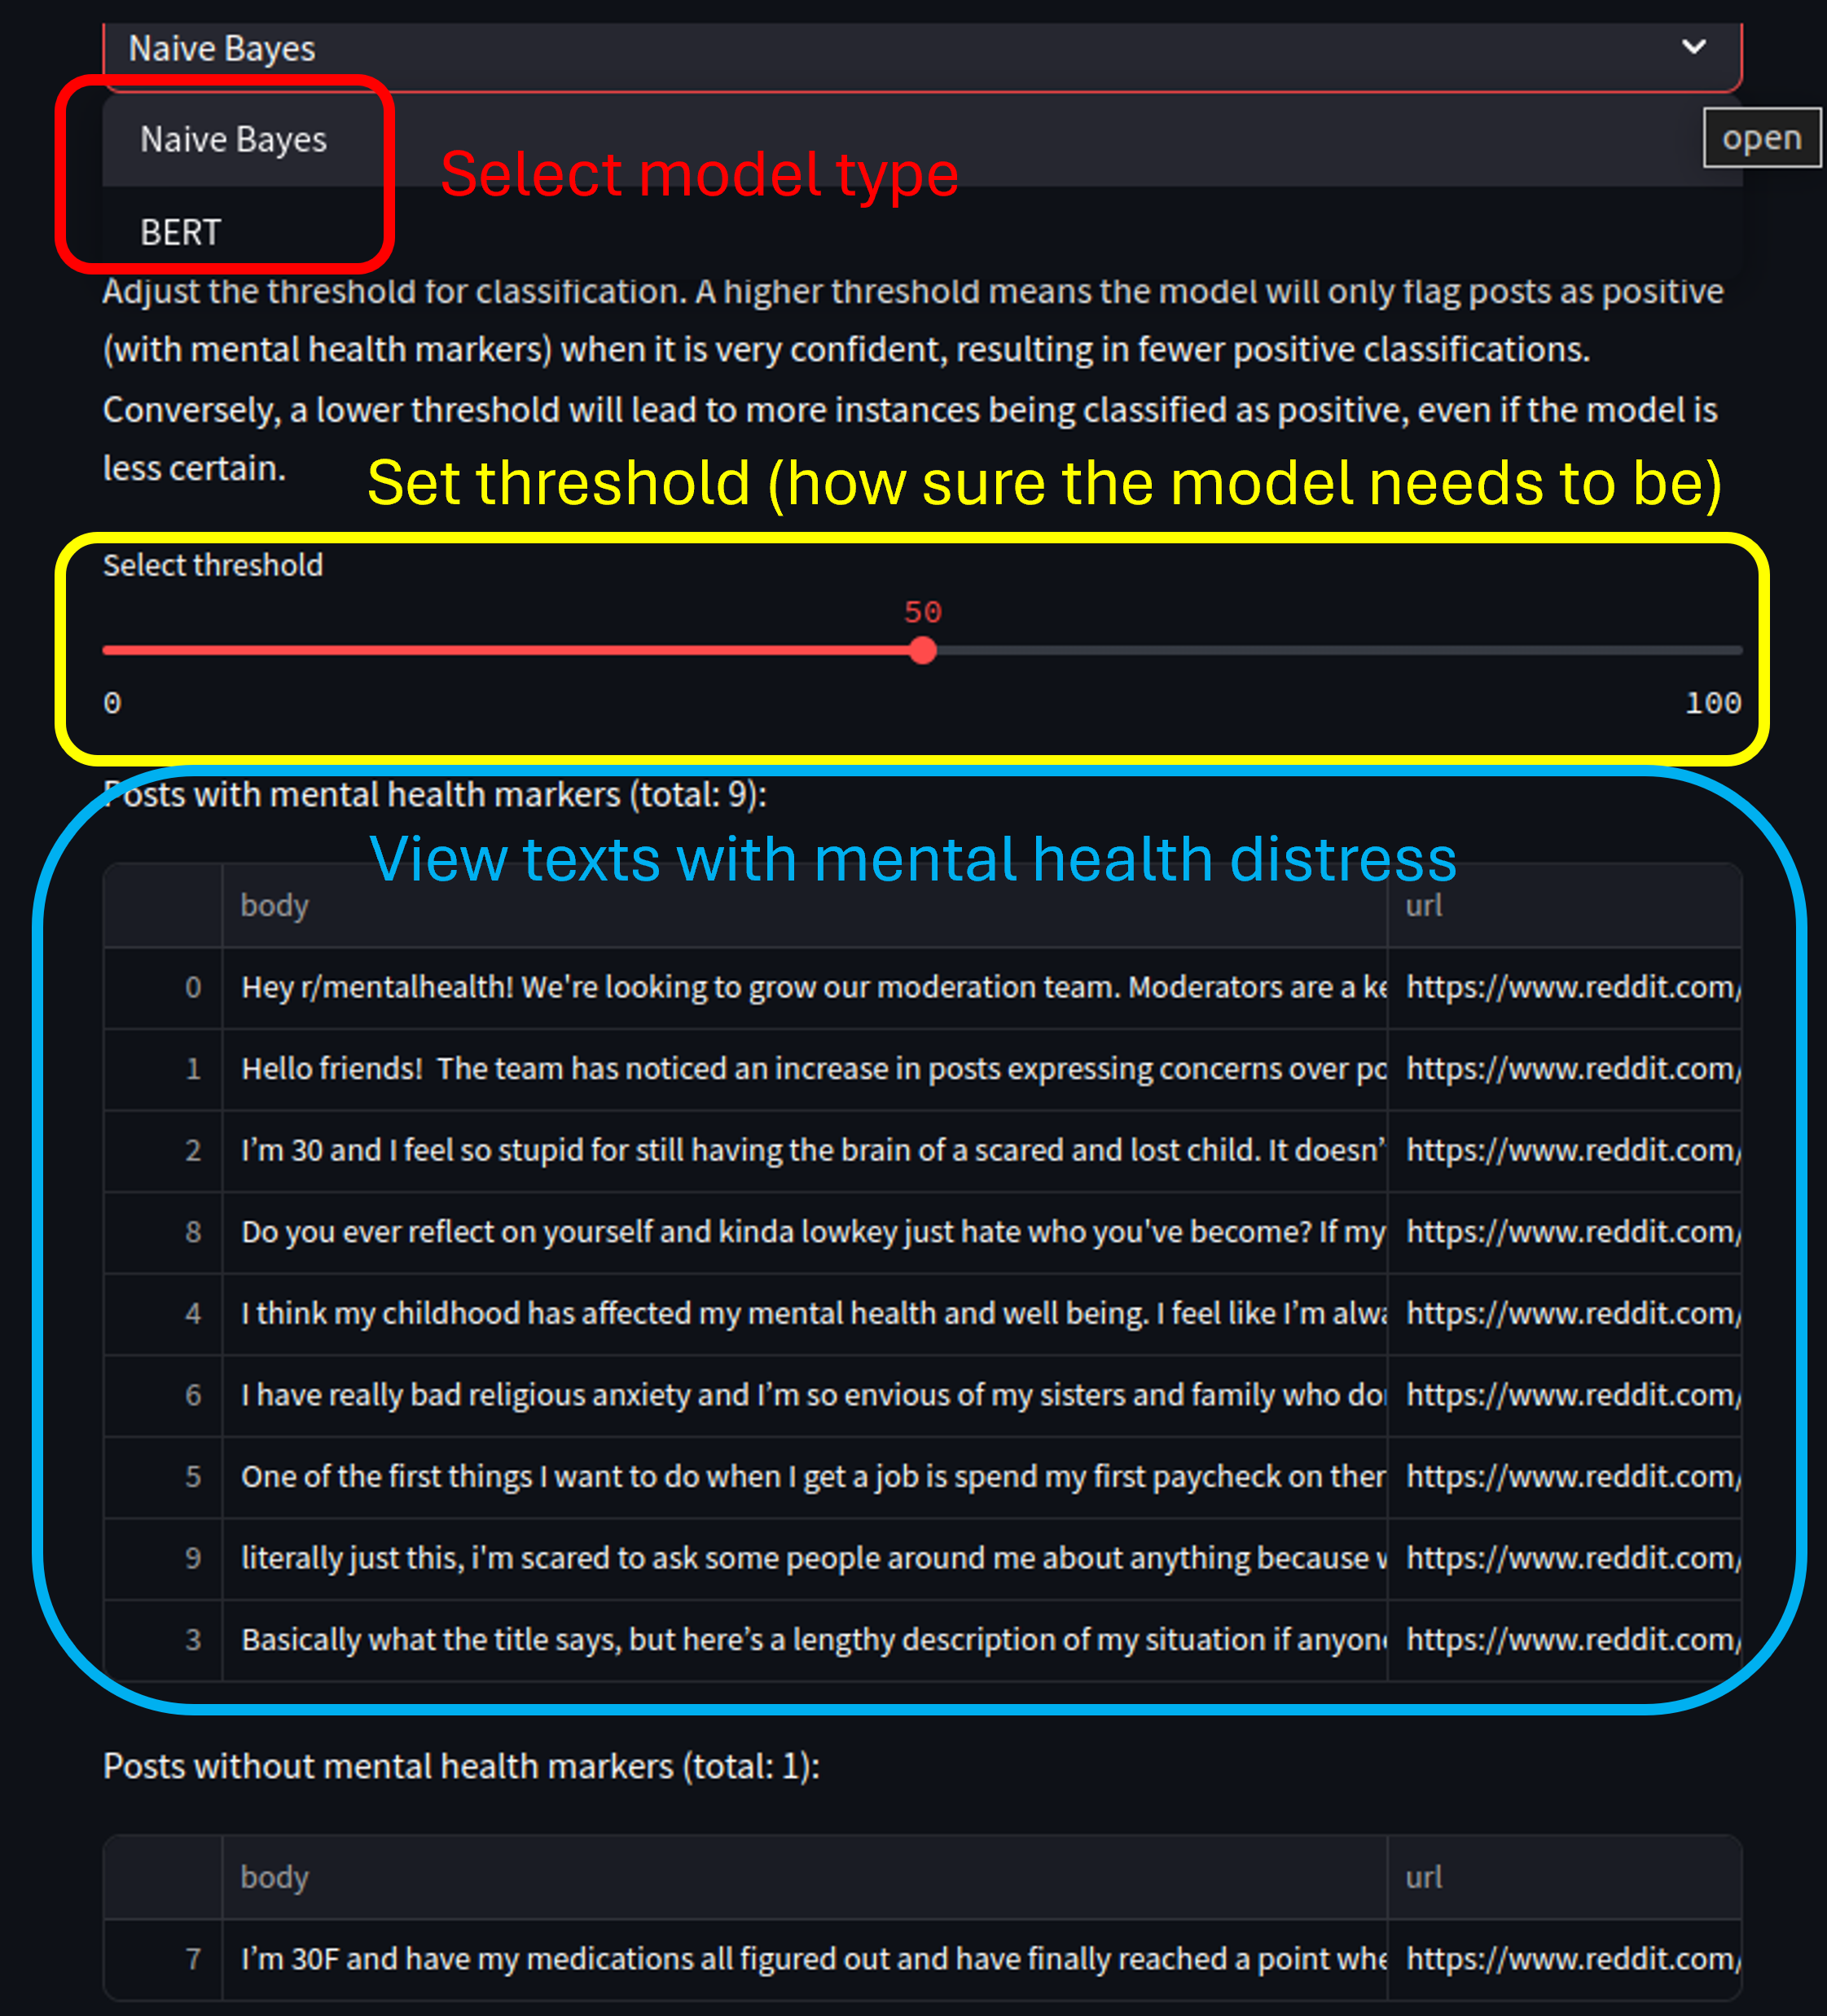 Naive Bayes
Naive Bayes
open
Select model type
BERT
Adjust the threshold for classification. A higher threshold means the model will only flag posts as positive
(with mental health markers) when it is very confident, resulting in fewer positive classifications.
Conversely, a lower threshold will lead to more instances being classified as positive, even if the model is
less certain.
Set threshold (how sure the model needs to be)
Select threshold
50
0 100
Posts with mental health markers (total: 9):
View texts with mental health distress
body url
0 Hey r/mentalhealth! We're looking to grow our moderation team. Moderators are a ke https://www.reddit.com/
1 Hello friends!  The team has noticed an increase in posts expressing concerns over po https://www.reddit.com/
2 I’m 30 and I feel so stupid for still having the brain of a scared and lost child. It doesn’ https://www.reddit.com/
8 Do you ever reflect on yourself and kinda lowkey just hate who you've become? If my https://www.reddit.com/
4 I think my childhood has affected my mental health and well being. I feel like I’m alwa https://www.reddit.com/
6 I have really bad religious anxiety and I’m so envious of my sisters and family who do https://www.reddit.com/
5 One of the first things I want to do when I get a job is spend my first paycheck on ther https://www.reddit.com/
9 literally just this, i'm scared to ask some people around me about anything because https://www.reddit.com/
3 Basically what the title says, but here’s a lengthy description of my situation if anyon https://www.reddit.com/
Posts without mental health markers (total: 1):
body url
7 I’m 30F and have my medications all figured out and have finally reached a point whe https://www.reddit.com/